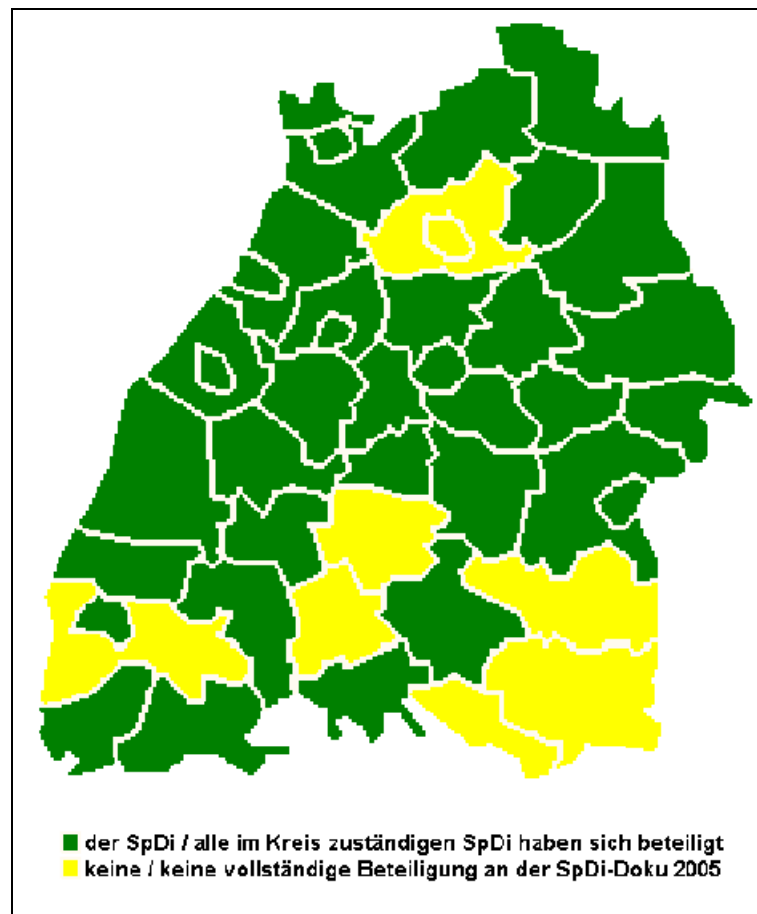 der SpDi / alle im Kreis zuständigen SpDi haben sich beteiligt
keine / keine vollständige Beteiligung an der SpDi-Doku 2005